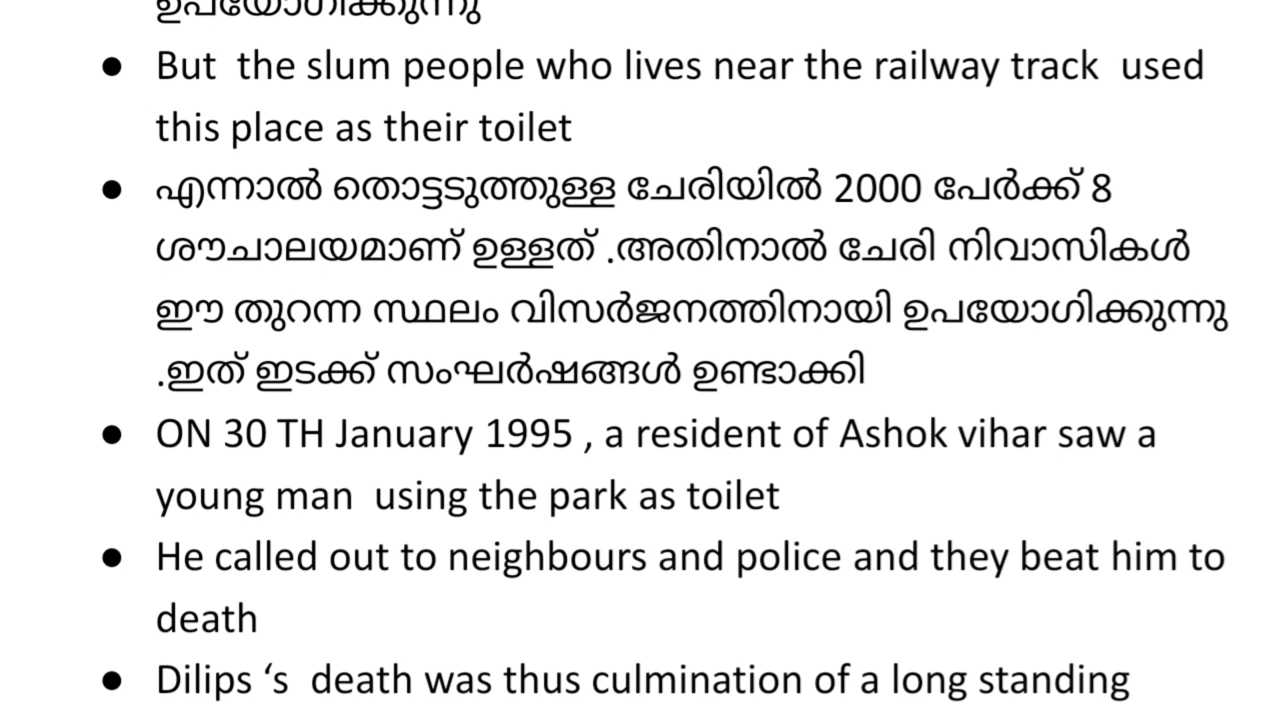 ഉപയോഗിക്കുന്നു
● But the slum people who lives near the railway track used
this place as their toilet
● എന്നാൽ തൊട്ടടുത്തുള്ള ചേരിയിൽ 2000 പേർക്ക് 8
ശൗചാലയമാണ് ഉള്ളത് .അതിനാൽ ചേരി നിവാസികൾ
ഈ തുറന്ന സ്ഥലം വിസർജനത്തിനായി ഉപയോഗിക്കുന്നു
.ഇത് ഇടക്ക് സംഘർഷങ്ങൾ ഉണ്ടാക്കി
● ON 30 TH January 1995 , a resident of Ashok vihar saw a
young man using the park as toilet
● He called out to neighbours and police and they beat him to
death
● Dilips ‘s death was thus culmination of a long standing